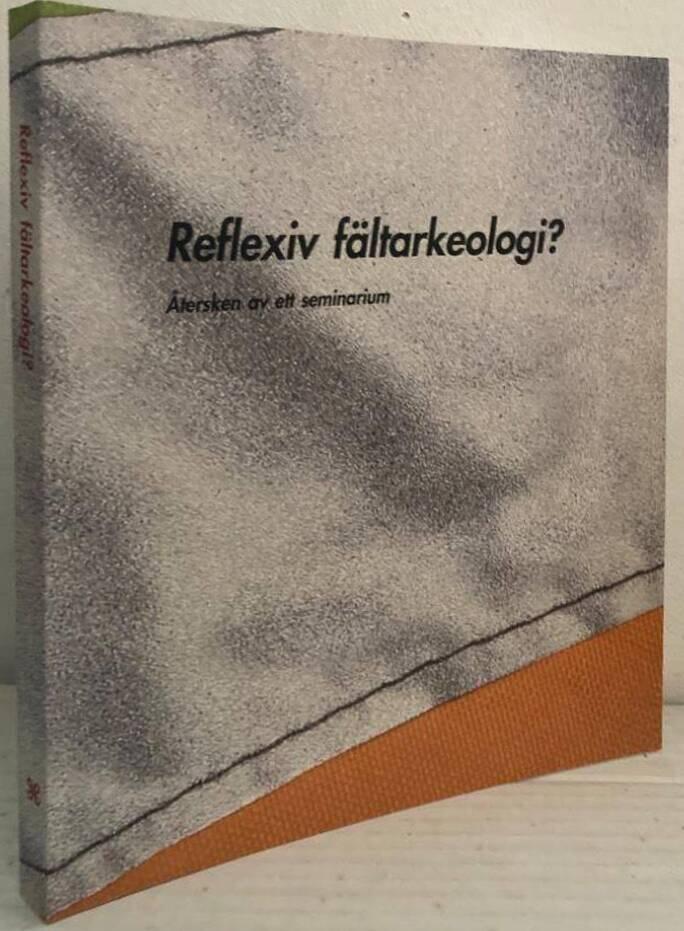 Reflexiv fältarkeologi?
Återsken av ett seminarium
Reflexiv fältarkeologi?